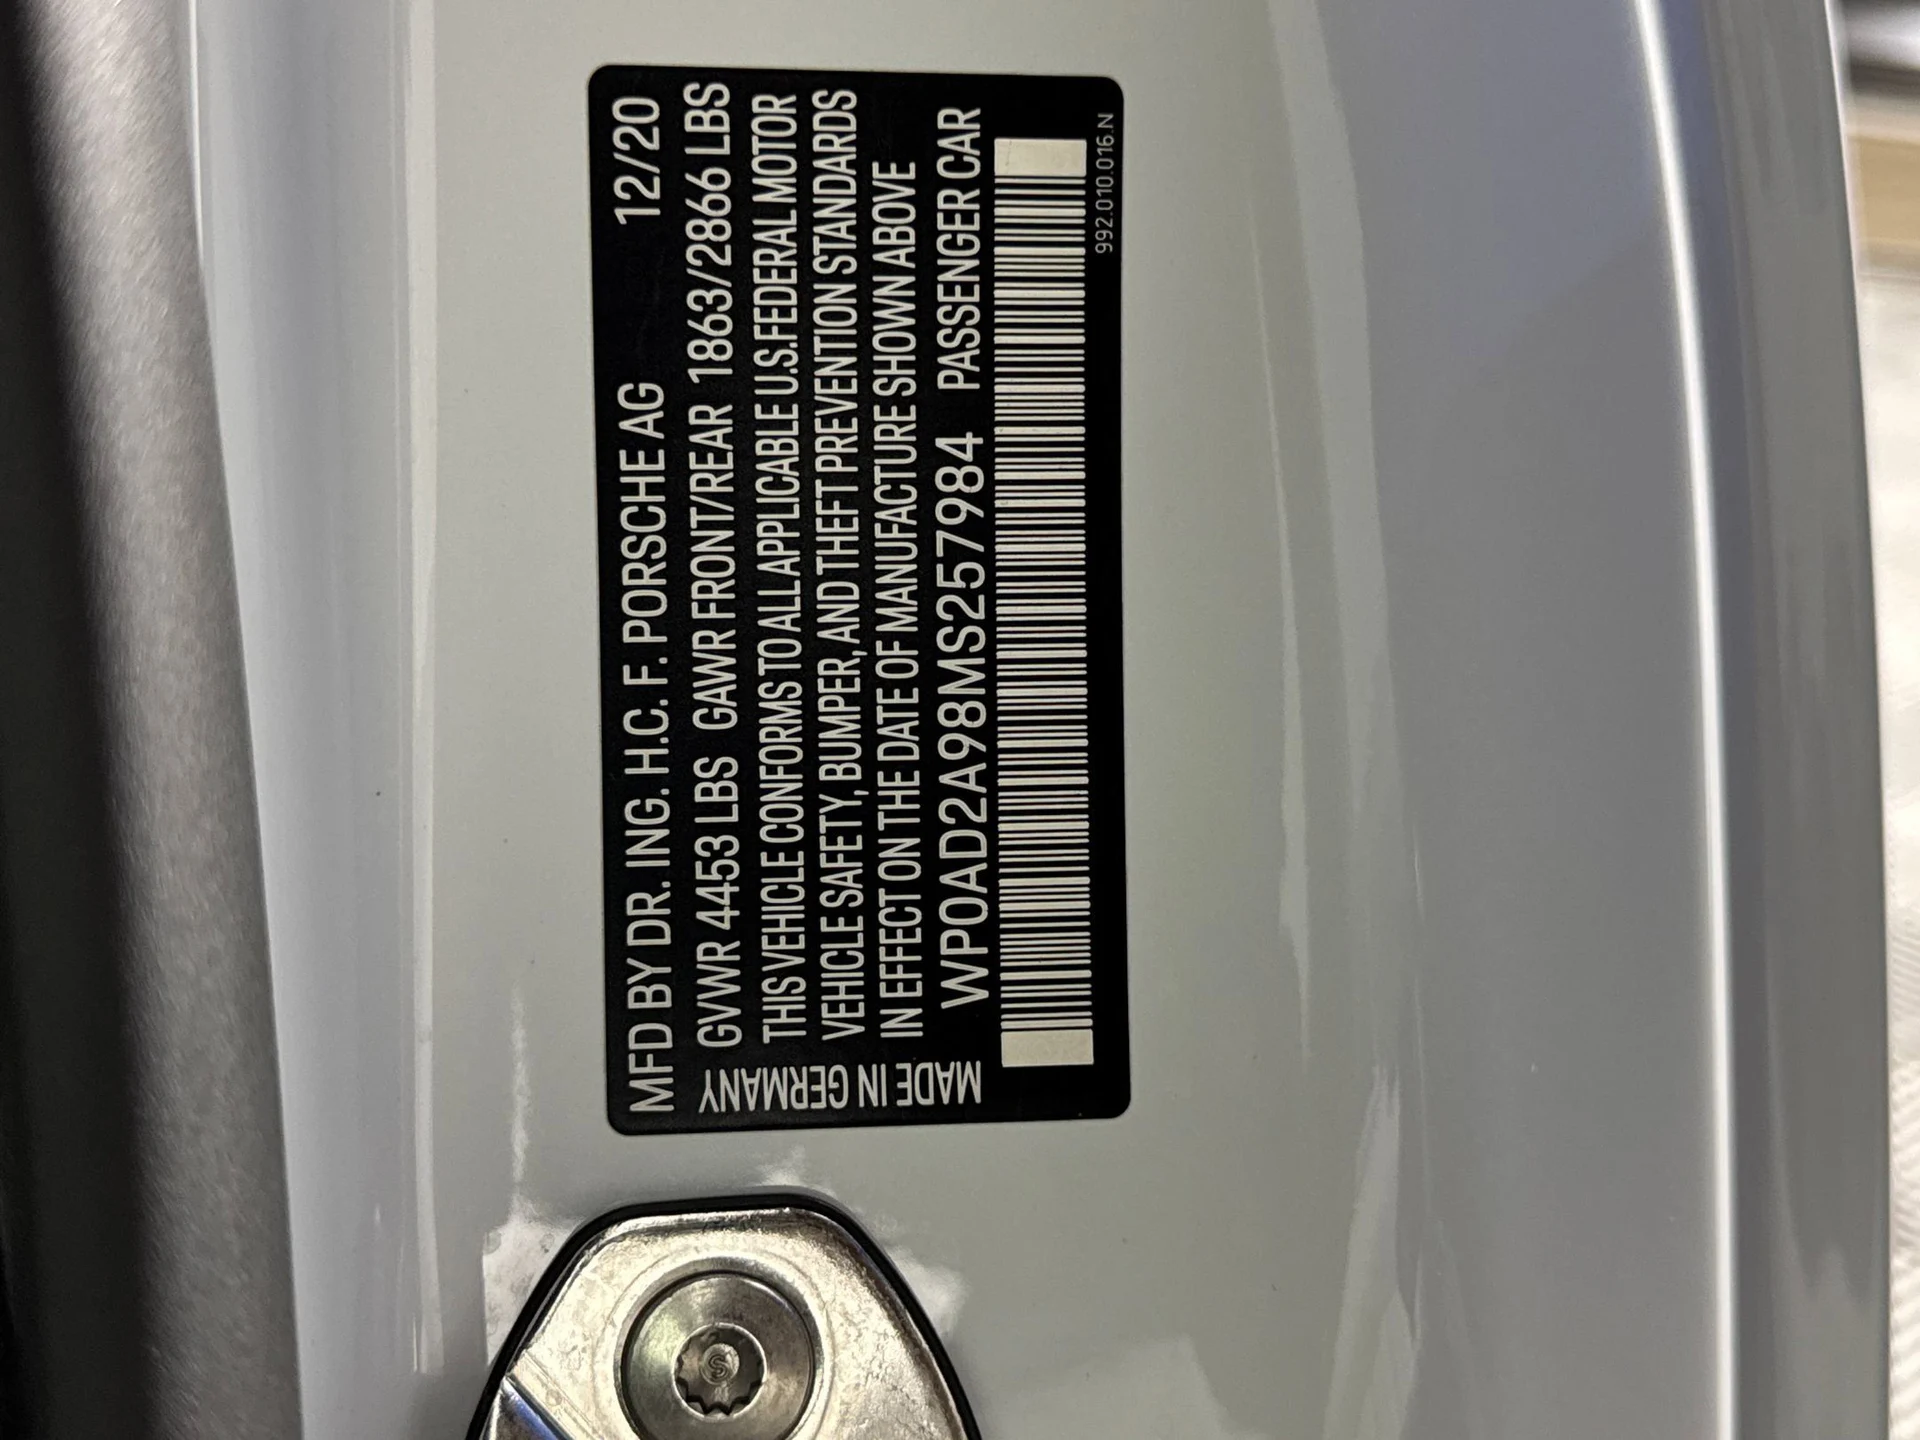 MFD BY DR. ING. H.C. F. PORSCHE AG 12/20
GVWR 4453 LBS GAWR FRONT/REAR 1863/2866 LBS
THIS VEHICLE CONFORMS TO ALL APPLICABLE U.S. FEDERAL MOTOR
VEHICLE SAFETY, BUMPER, AND THEFT PREVENTION STANDARDS
IN EFFECT ON THE DATE OF MANUFACTURE SHOWN ABOVE
WP0AD2A98MS257984 PASSENGER CAR
MADE IN GERMANY
992.010.016.N
S